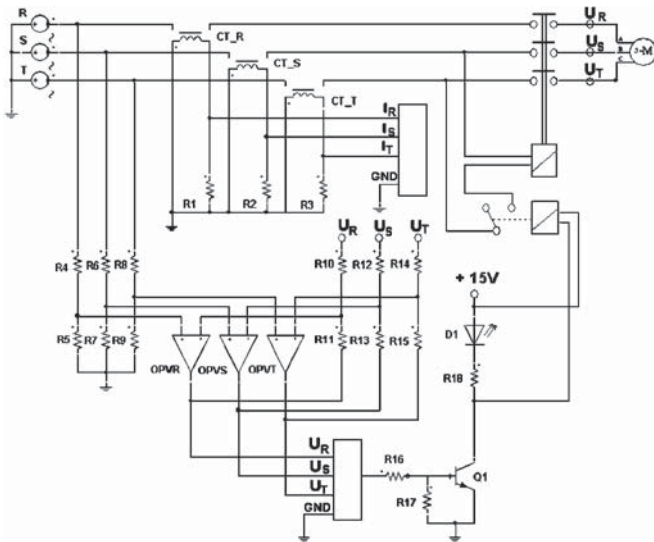 R
CT_R
U_R
S
CT_S
U_S
A
B
C
3-M
T
CT_T
U_T
I_R
I_S
I_T
GND
R1
R2
R3
U_R
U_S
U_T
R4
R6
R8
R10
R12
R14
+ 15V
R5
R7
R9
R11
R13
R15
D1
OPVR
OPVS
OPVT
R18
U_R
U_S
U_T
GND
R16
R17
Q1